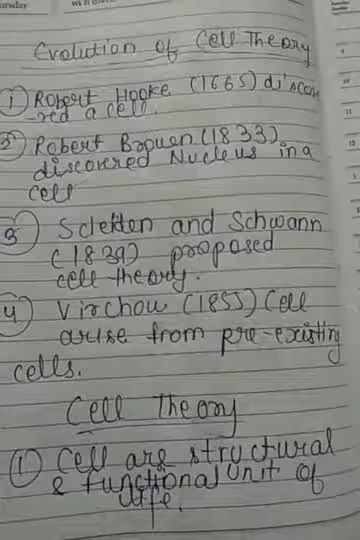 Evolution of Cell Theory
① Robert Hooke (1665) discove
red a cell.
② Robert Brouen (1833)
discovered Nucleus in a
cell
③ Scleiden and Schwann
(1839) proposed
cell theory.
④ Virchow (1855) Cell
arise from pre-existing
cells.
Cell Theory
① Cell are structural
& functional unit of
life.